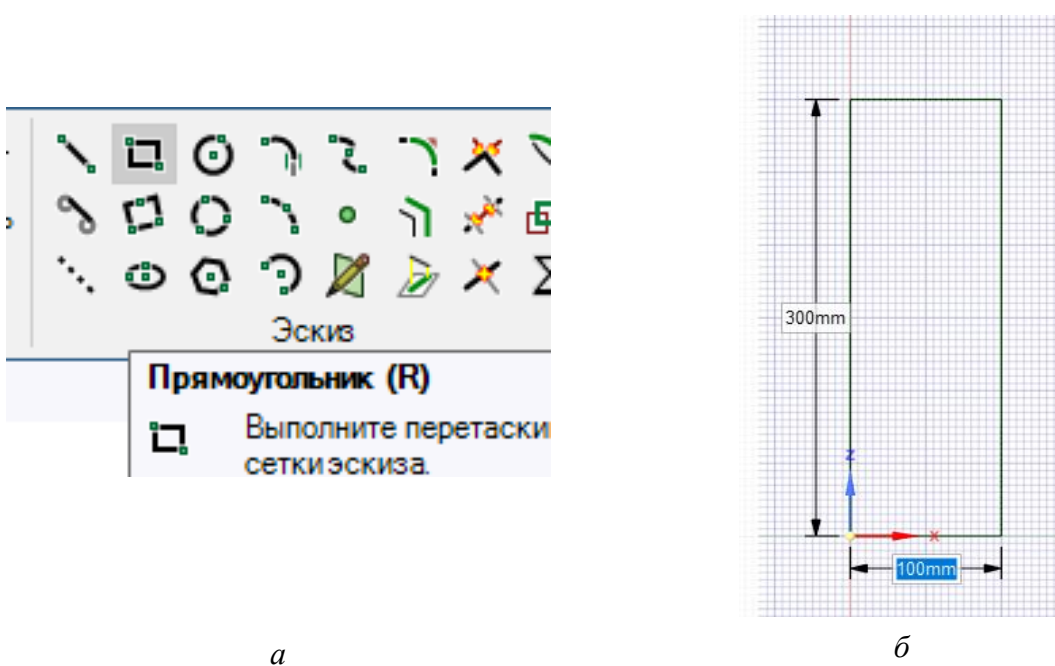 Эскиз
Прямоугольник (R)
Выполните перетаски
сетки эскиза.
а
300mm
z
x
100mm
б